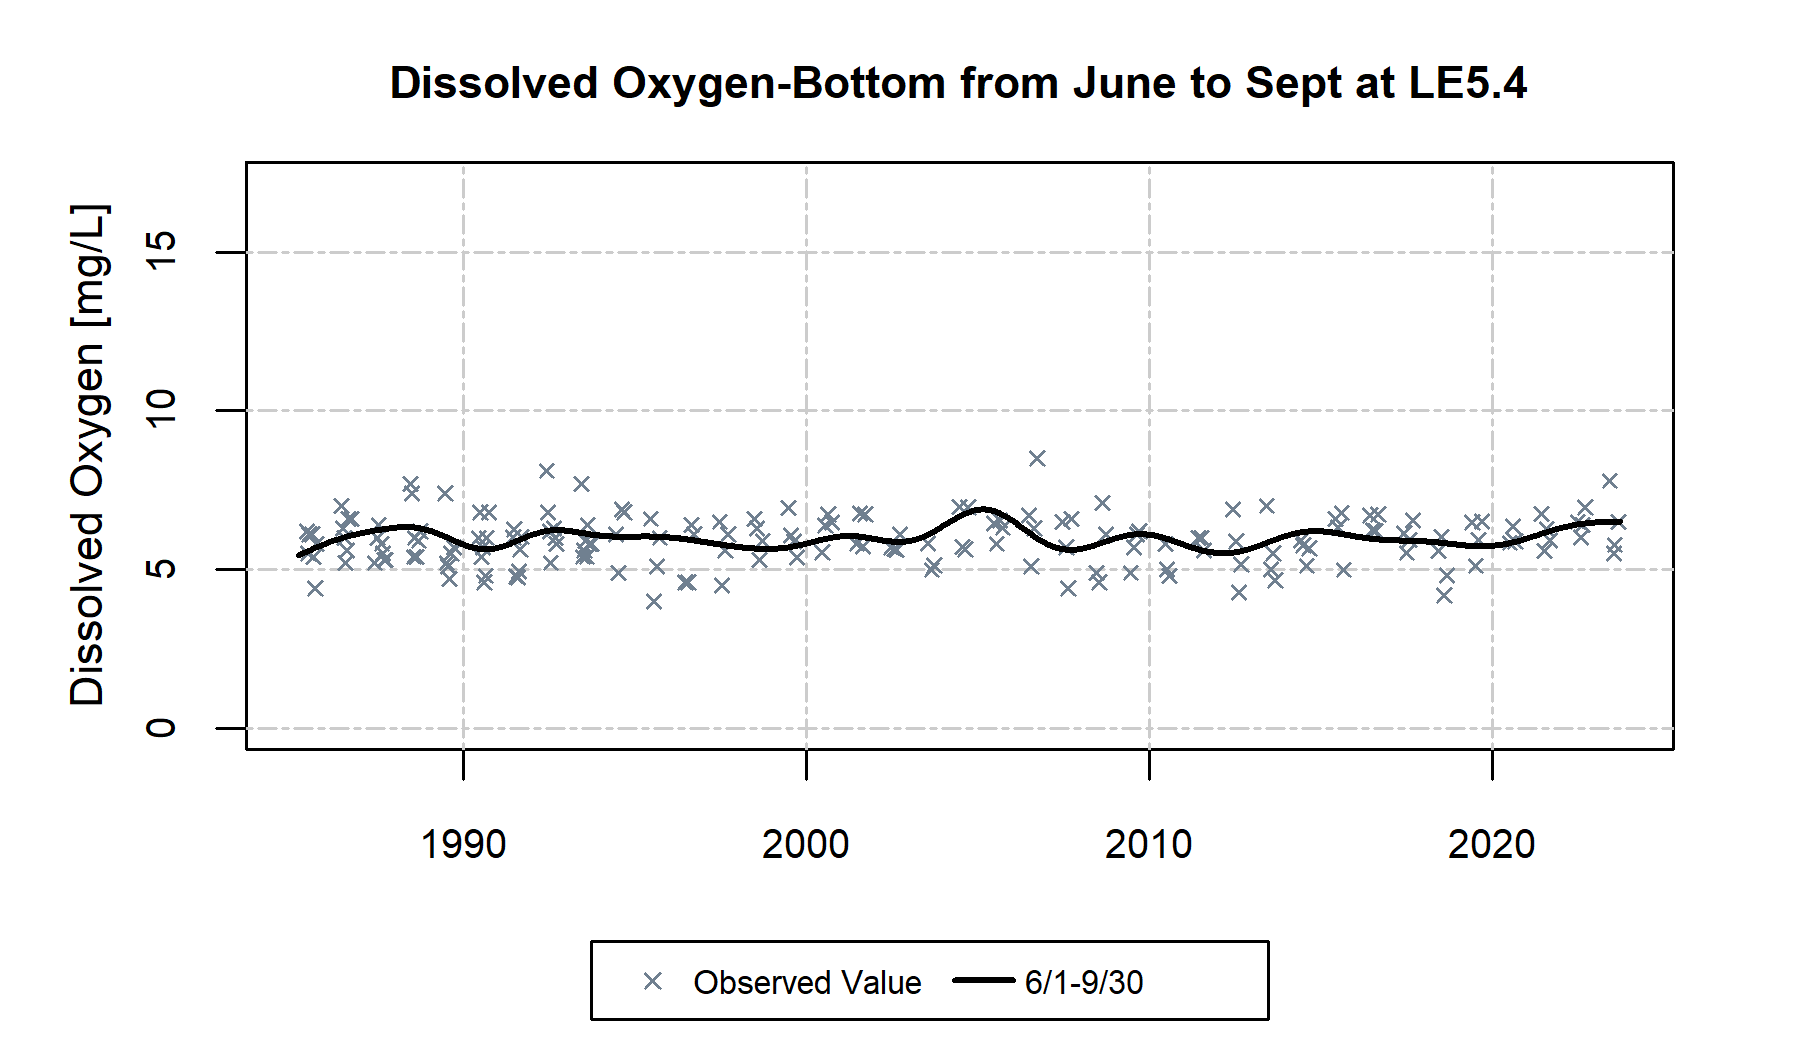 Dissolved Oxygen-Bottom from June to Sept at LE5.4
Dissolved Oxygen [mg/L]
15
10
5
0
1990 2000 2010 2020
Observed Value 6/1-9/30